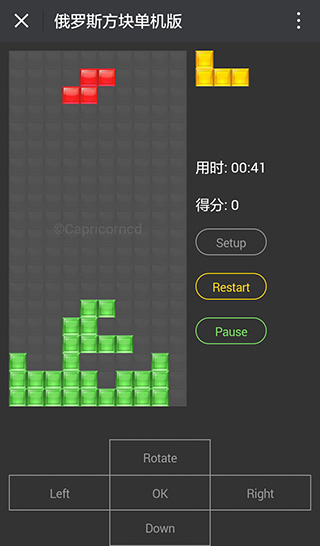 俄罗斯方块单机版
用时: 00:41
得分: 0
©Capricorncd
Setup
Restart
Pause
Rotate
Left
OK
Right
Down